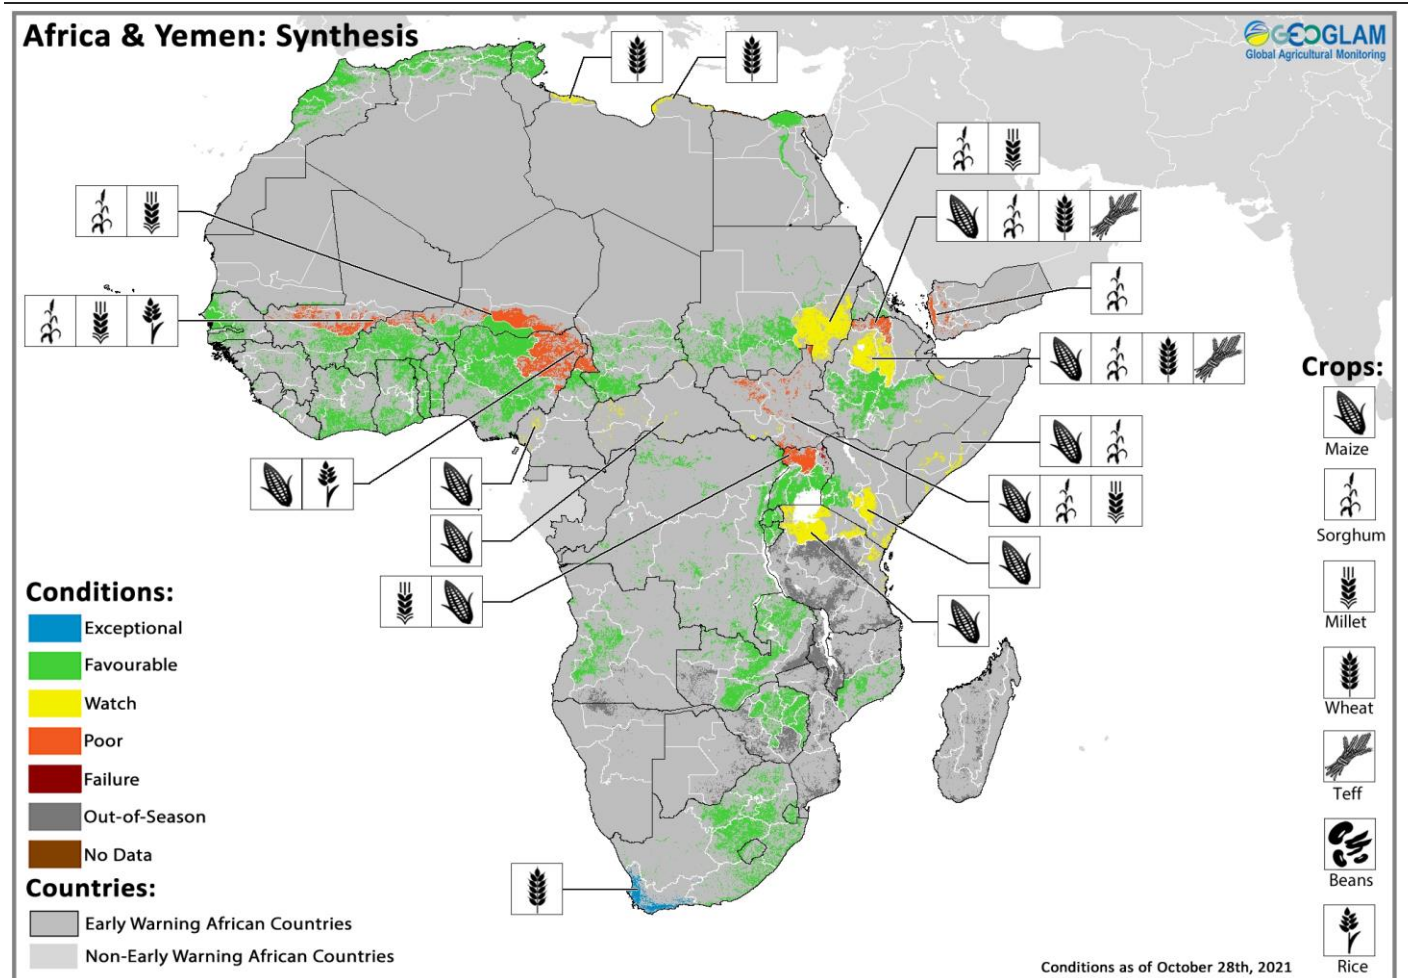 Africa & Yemen: Synthesis
GEOGLAM
Global Agricultural Monitoring
Crops:
Maize
Sorghum
Millet
Wheat
Teff
Beans
Rice
Conditions:
Exceptional
Favourable
Watch
Poor
Failure
Out-of-Season
No Data
Countries:
Early Warning African Countries
Non-Early Warning African Countries
Conditions as of October 28th, 2021